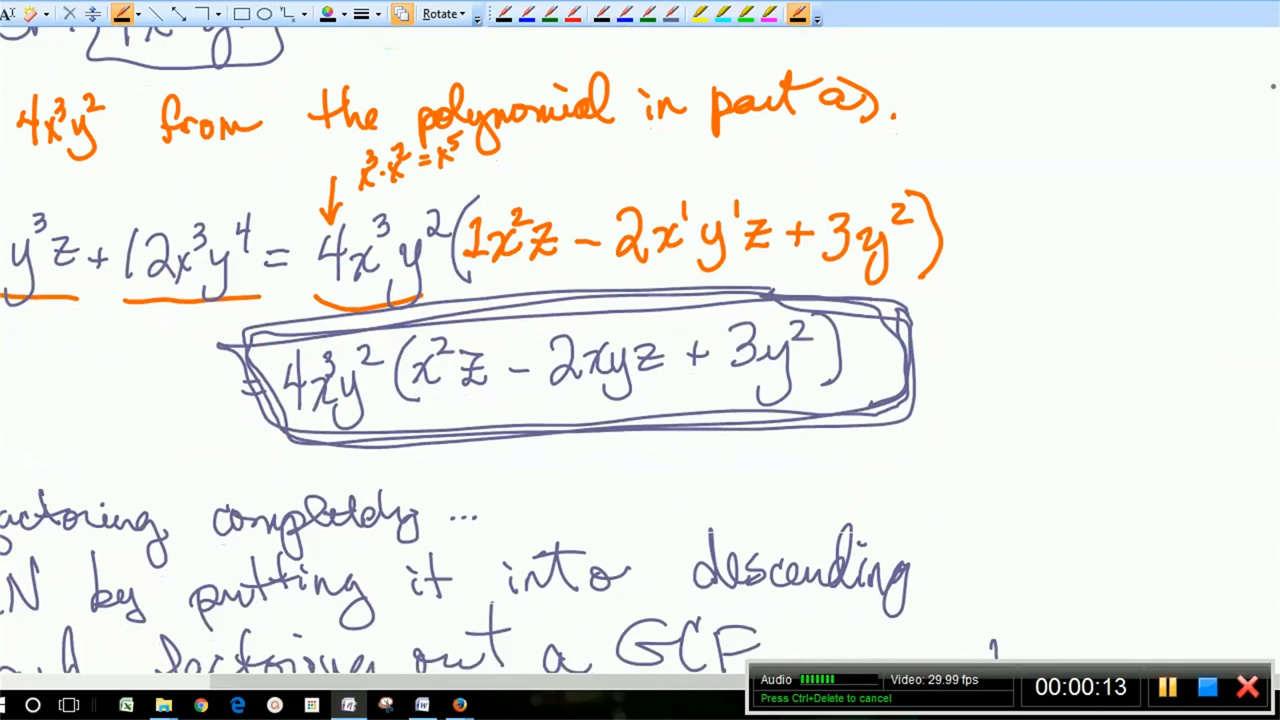 Rotate
4x³y² from the polynomial in part a).
x³·x² = x⁵
y³z + 12x³y⁴ = 4x³y²(1x²z - 2x¹y¹z + 3y²)
= 4x³y²(x²z - 2xyz + 3y²)
actoring completely ...
N by putting it into descending
out a GCF
Audio
Video: 29.99 fps
00:00:13
Press Ctrl+Delete to cancel